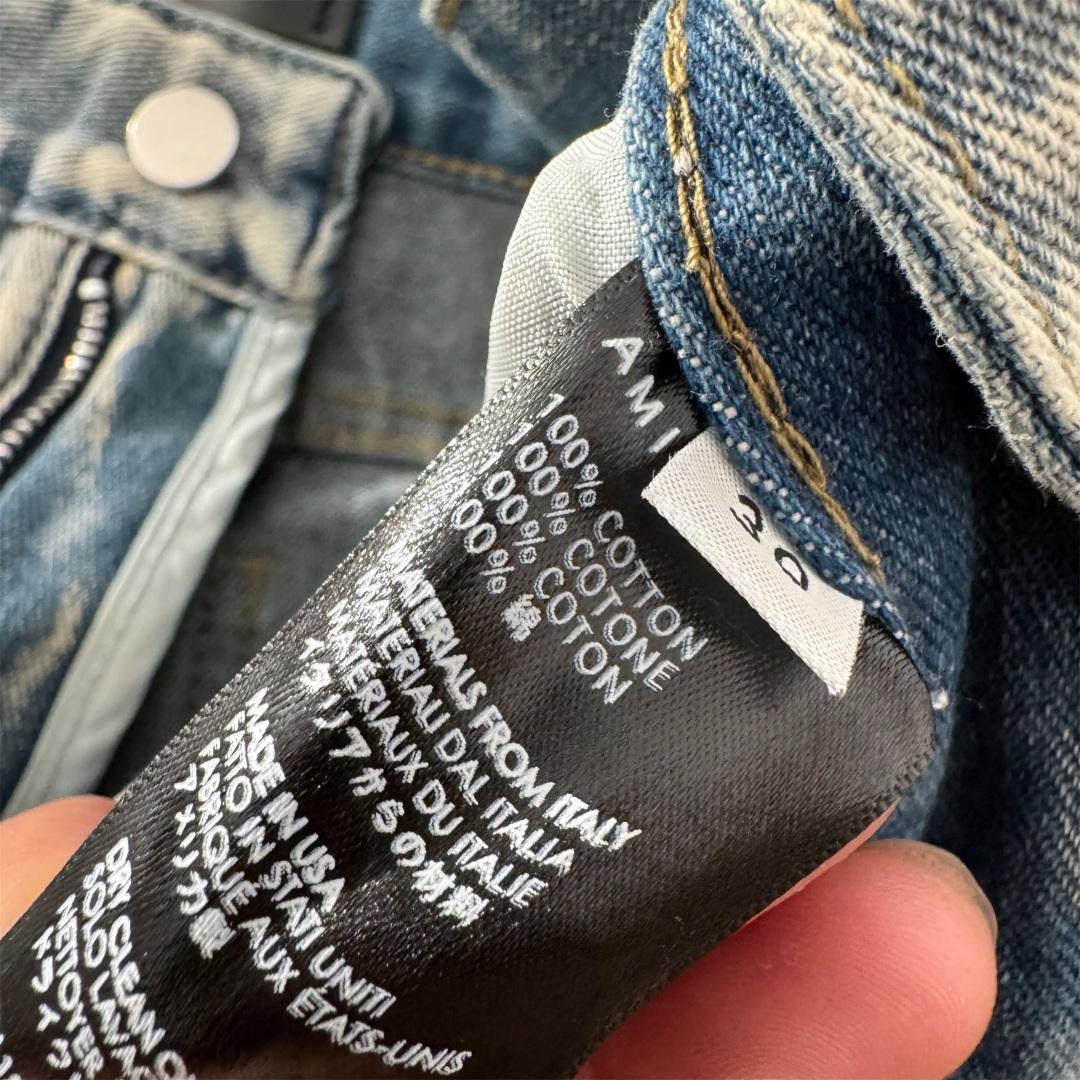 AMI
30
100% COTTON
100% COTONE
100% COTON
100% 綿
MATERIALS FROM ITALY
MATERIALI DAL ITALIA
MATERIAUX DU ITALIE
イタリアからの材料
MADE IN USA
FATTO IN STATI UNITI
FABRIQUE AUX ETATS-UNIS
アメリカ製
DRY CLEAN
SOLO
NETTOYER